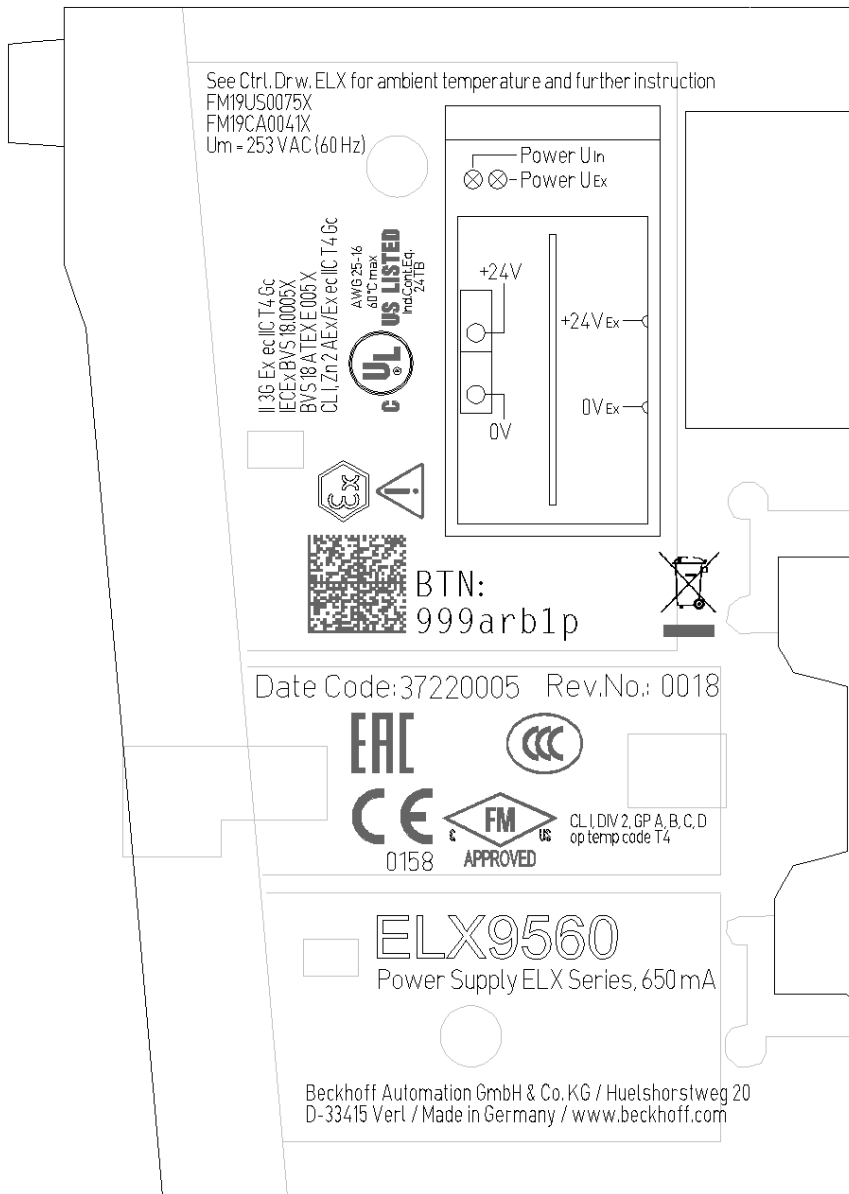 See Ctrl. Drw. ELX for ambient temperature and further instruction
FM19US0075X
FM19CA0041X
Um = 253 VAC (60 Hz)
Power UIn
Power UEx
+24V
0V
+24VEx
0VEx
II 3G Ex ec IIC T4 Gc
IECEx BVS 18.0005X
BVS 18 ATEX E 005 X
CL I, Zn 2 AEx/Ex ec IIC T4 Gc
AWG 25-16
60°C max
C UL ® US LISTED
Ind.Cont.Eq.
24TB
Ex
BTN:
999arb1p
Date Code: 37220005 Rev.No.: 0018
EAC
CCC
CE
0158
C FM US
APPROVED
CL I, DIV 2, GP A, B, C, D
op temp code T4
ELX9560
Power Supply ELX Series, 650 mA
Beckhoff Automation GmbH & Co. KG / Huelshorstweg 20
D-33415 Verl / Made in Germany / www.beckhoff.com